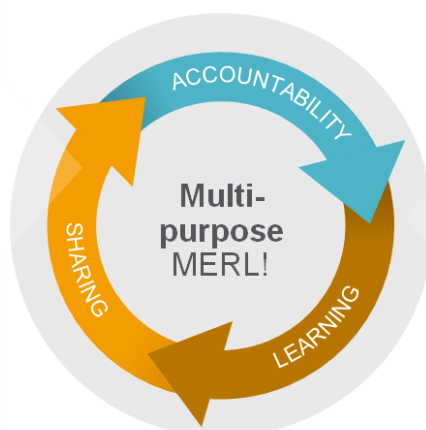 ACCOUNTABILITY
Multi-
purpose
MERL!
SHARING
LEARNING